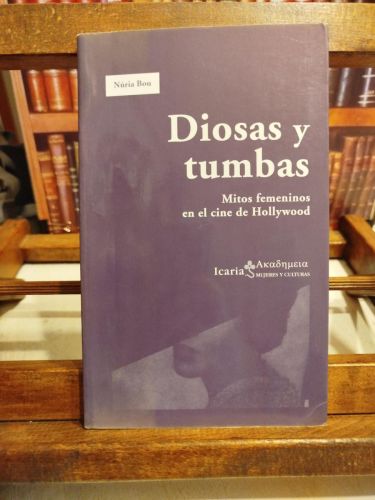 Núria Bou
Diosas y
tumbas
Mitos femeninos
en el cine de Hollywood
Icaria Ακαδημεια
MUJERES Y CULTURAS